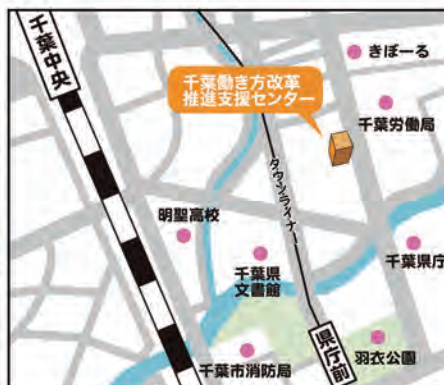 千葉中央
きぼーる
千葉働き方改革
推進支援センター
千葉労働局
タウンライナー
明聖高校
千葉県
文書館
千葉県庁
県庁前
羽衣公園
千葉市消防局